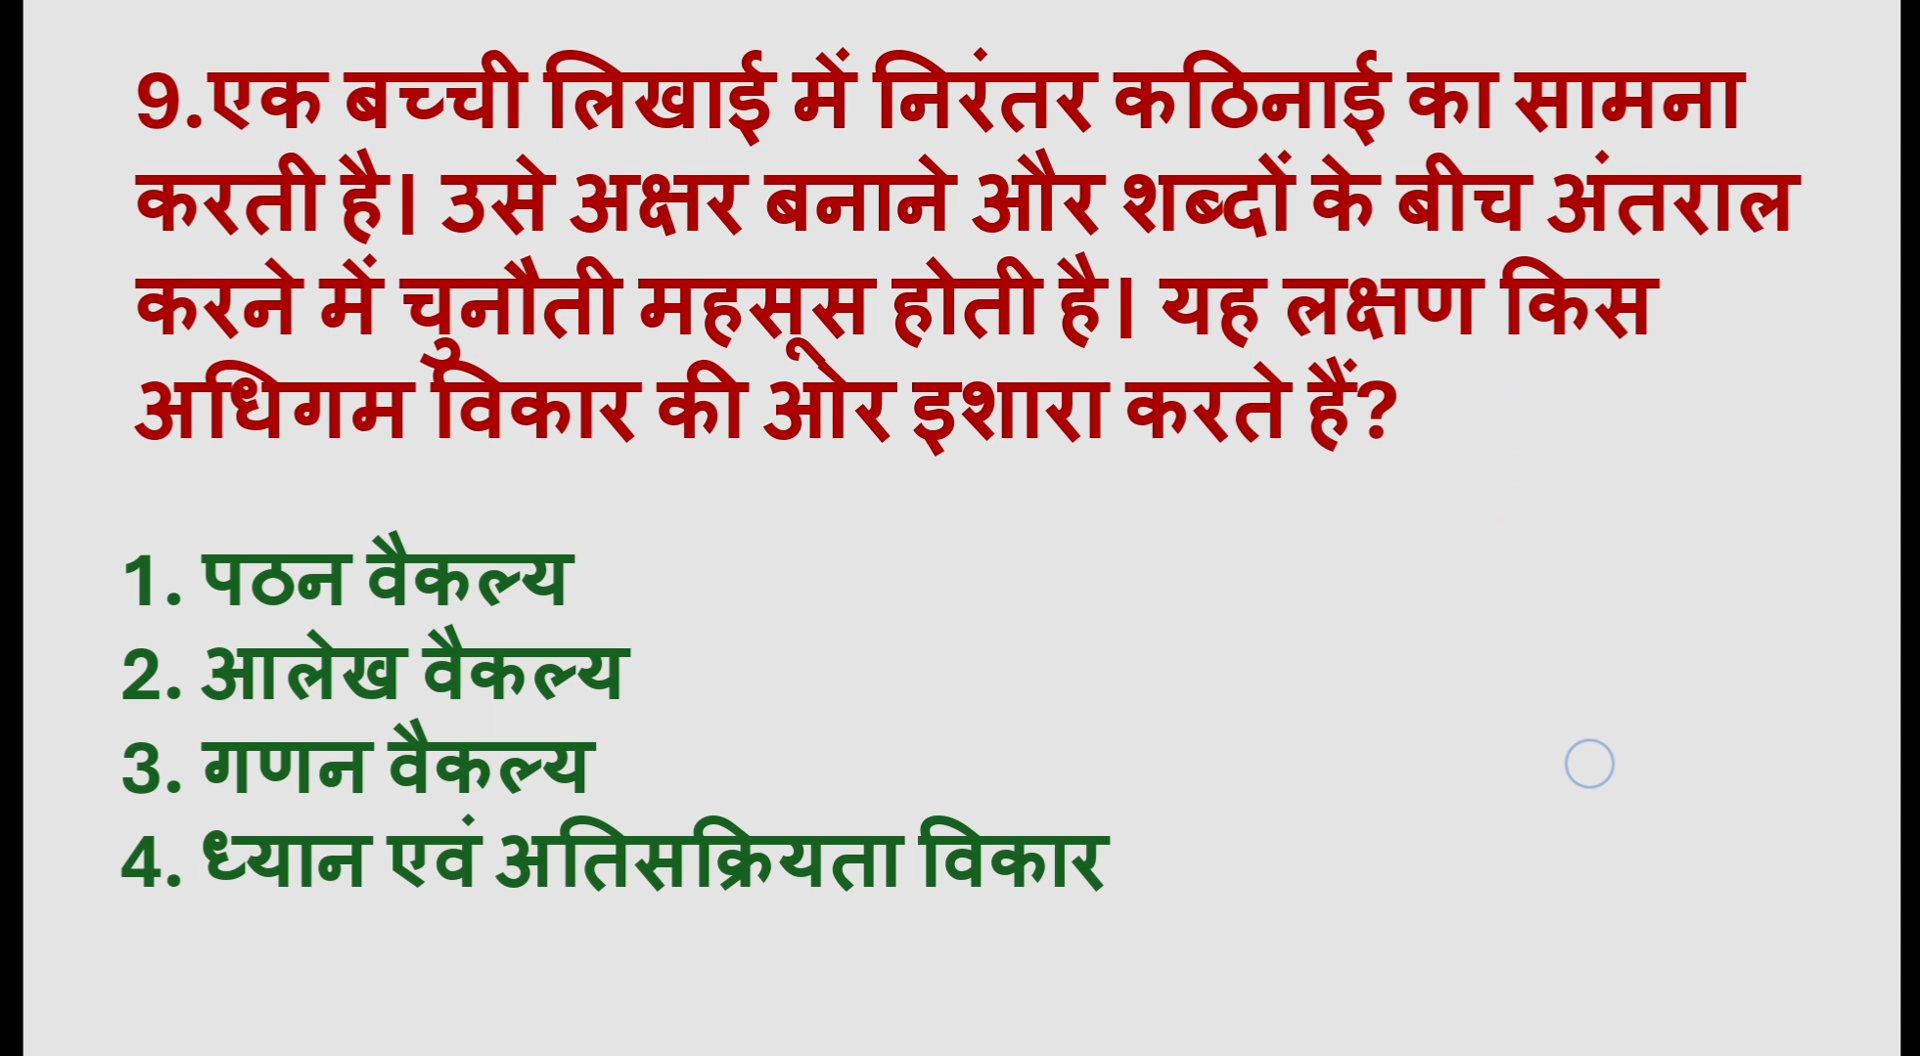 9.एक बच्ची लिखाई में निरंतर कठिनाई का सामना
करती है। उसे अक्षर बनाने और शब्दों के बीच अंतराल
करने में चुनौती महसूस होती है। यह लक्षण किस
अधिगम विकार की ओर इशारा करते हैं?
1. पठन वैकल्य
2. आलेख वैकल्य
3. गणन वैकल्य
4. ध्यान एवं अतिसक्रियता विकार